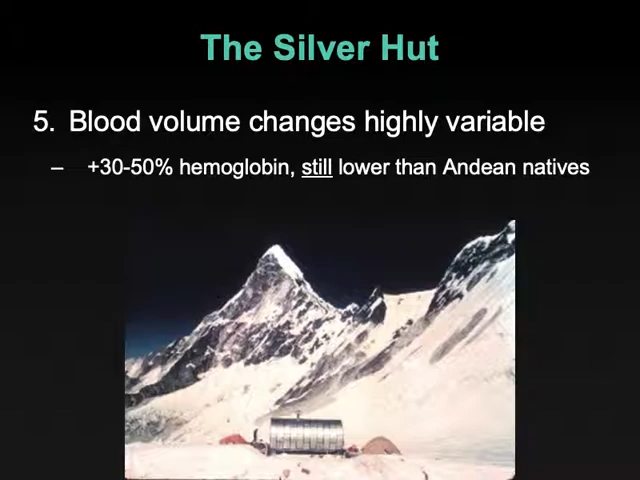 The Silver Hut
5. Blood volume changes highly variable
– +30-50% hemoglobin, still lower than Andean natives